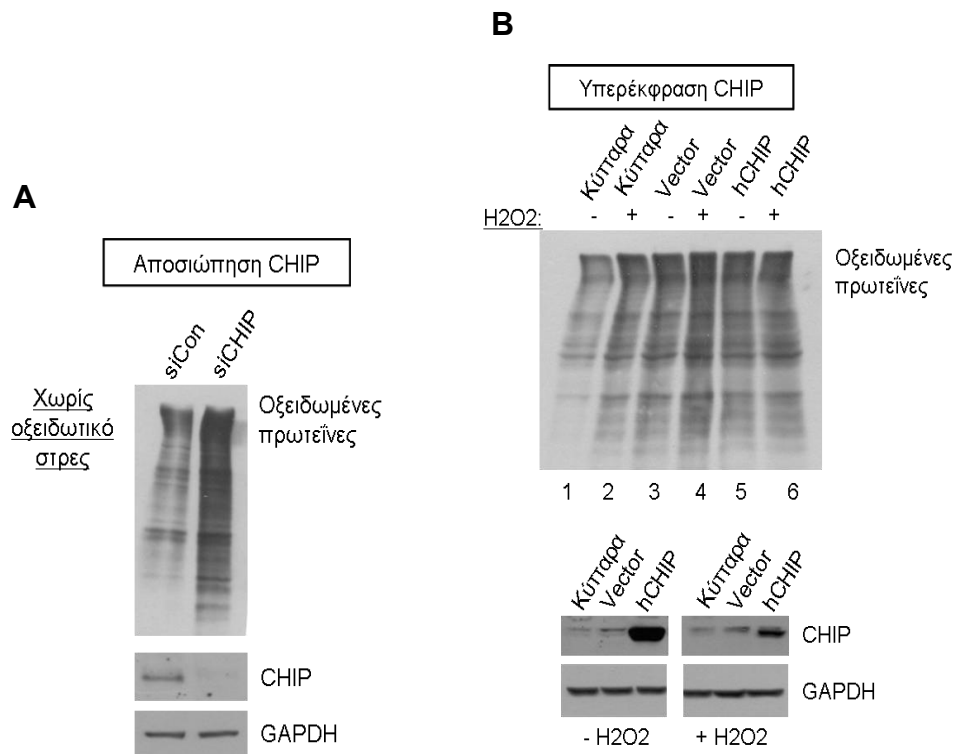 A
Αποσιώπηση CHIP
siCon
siCHIP
Χωρίς
οξειδωτικό
στρες
Οξειδωμένες
πρωτεΐνες
CHIP
GAPDH
B
Υπερέκφραση CHIP
Κύτταρα
Κύτταρα
Vector
Vector
hCHIP
hCHIP
H2O2: - + - + - +
Οξειδωμένες
πρωτεΐνες
1 2 3 4 5 6
Κύτταρα
Vector
hCHIP
Κύτταρα
Vector
hCHIP
CHIP
GAPDH
- H2O2 + H2O2